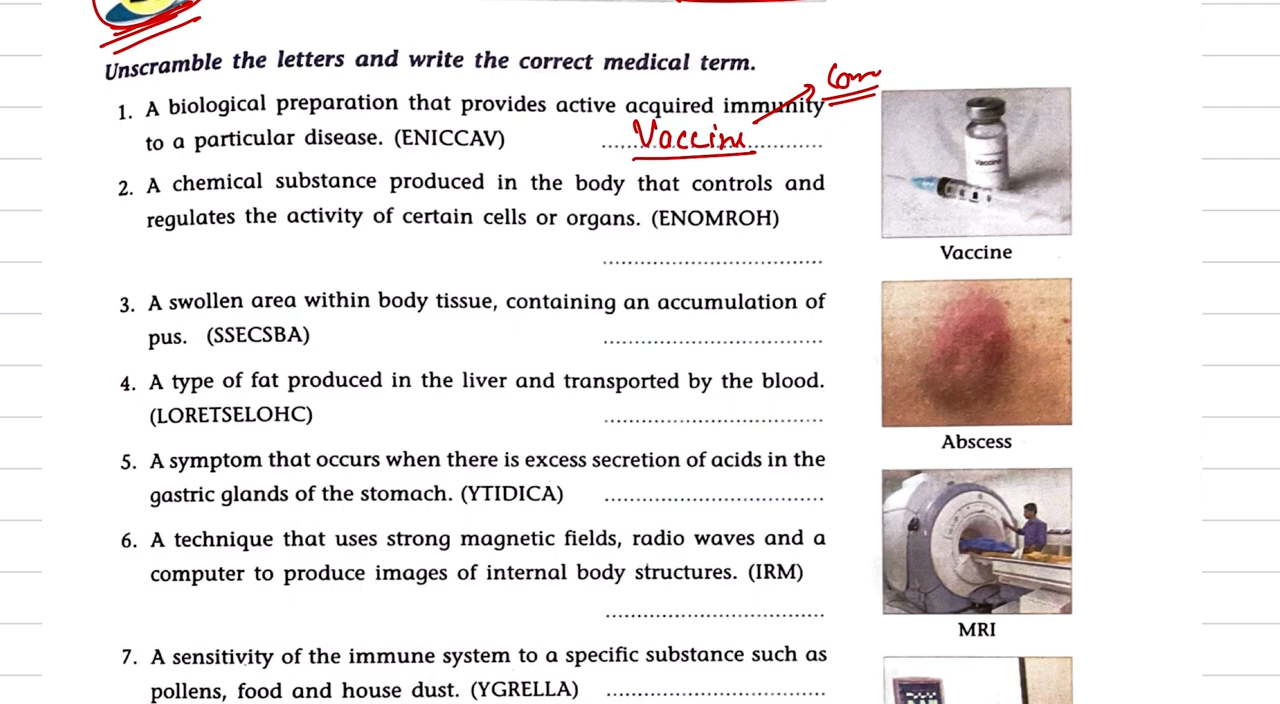 Unscramble the letters and write the correct medical term.
1. A biological preparation that provides active acquired immunity
to a particular disease. (ENICCAV) Vaccine
2. A chemical substance produced in the body that controls and
regulates the activity of certain cells or organs. (ENOMROH)
Vaccine
3. A swollen area within body tissue, containing an accumulation of
pus. (SSECSBA)
4. A type of fat produced in the liver and transported by the blood.
(LORETSELOHC)
Abscess
5. A symptom that occurs when there is excess secretion of acids in the
gastric glands of the stomach. (YTIDICA)
6. A technique that uses strong magnetic fields, radio waves and a
computer to produce images of internal body structures. (IRM)
MRI
7. A sensitivity of the immune system to a specific substance such as
pollens, food and house dust. (YGRELLA)